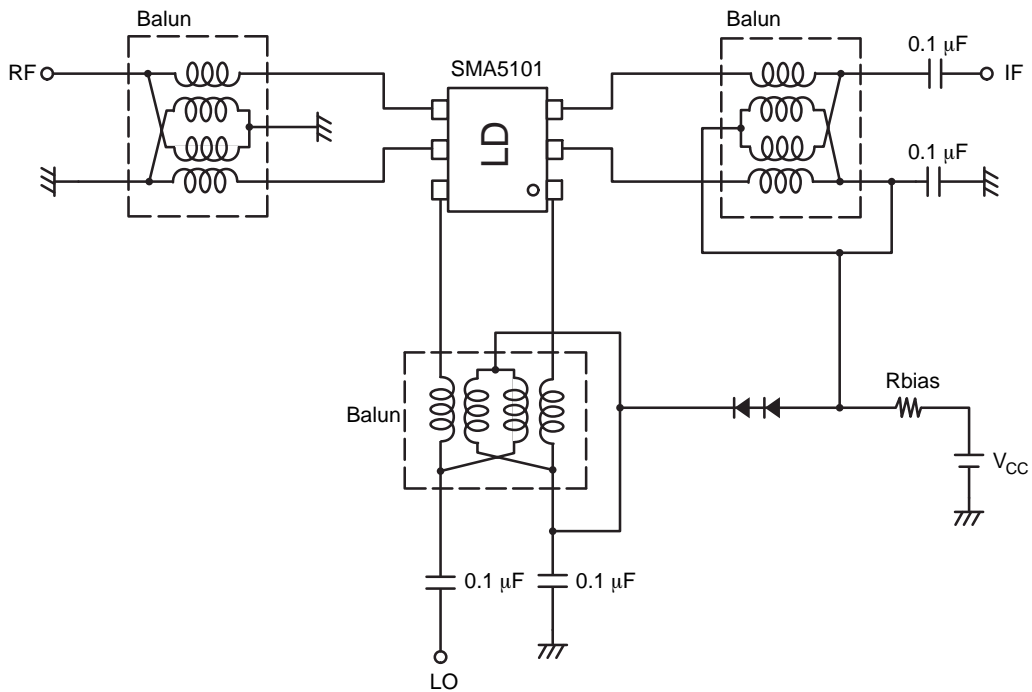 Balun
Balun
0.1 μF
RF
SMA5101
IF
LD
0.1 μF
Rbias
Balun
VCC
0.1 μF
0.1 μF
LO